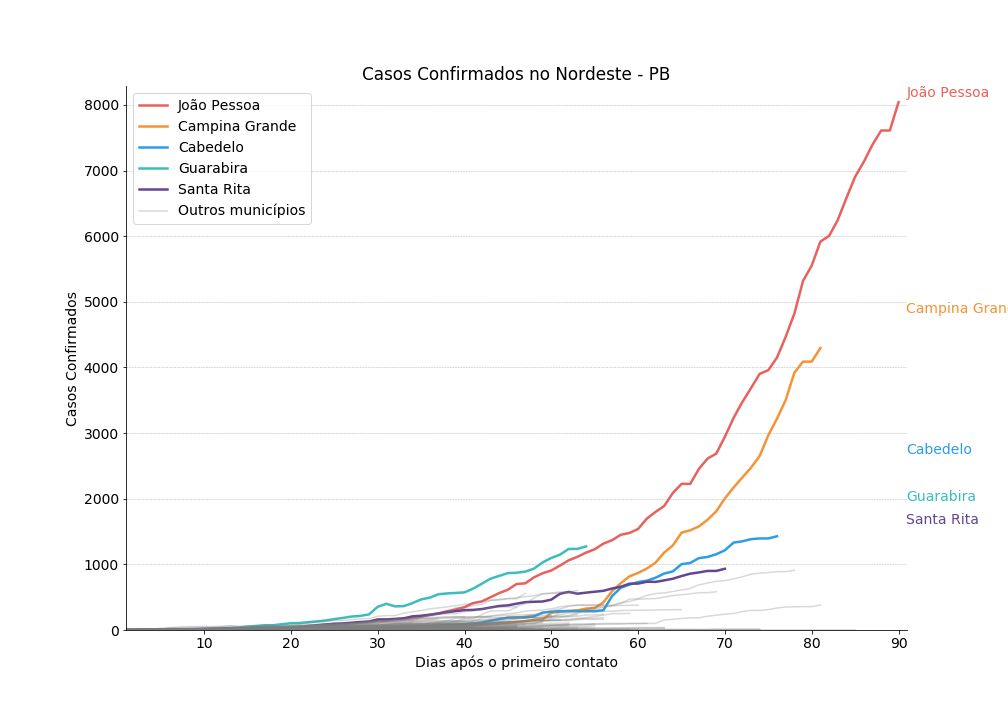 Casos Confirmados no Nordeste - PB
João Pessoa
Campina Grande
Cabedelo
Guarabira
Santa Rita
Outros municípios
João Pessoa
Campina Gran
Cabedelo
Guarabira
Santa Rita
Casos Confirmados
8000
7000
6000
5000
4000
3000
2000
1000
0
10 20 30 40 50 60 70 80 90
Dias após o primeiro contato